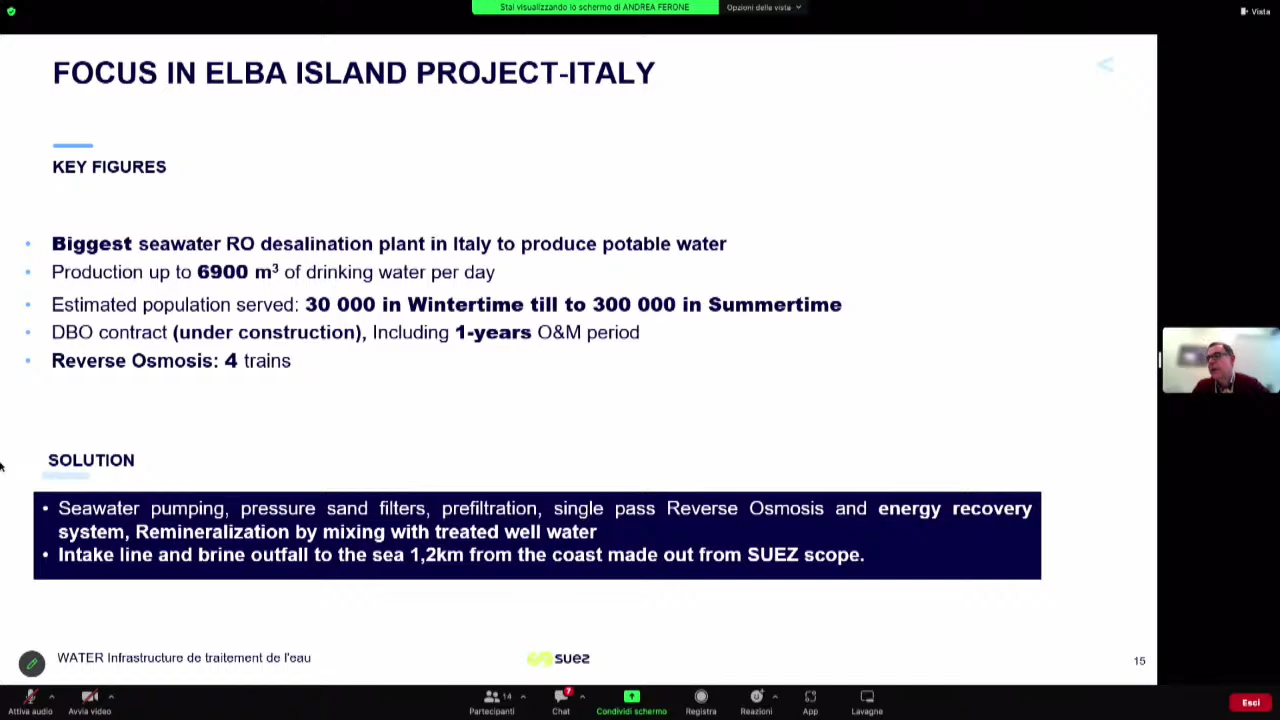 Stai visualizzando lo schermo di ANDREA FERONE
Opzioni della vista
Vista
FOCUS IN ELBA ISLAND PROJECT-ITALY
KEY FIGURES
• Biggest seawater RO desalination plant in Italy to produce potable water
• Production up to 6900 m³ of drinking water per day
• Estimated population served: 30 000 in Wintertime till to 300 000 in Summertime
• DBO contract (under construction), Including 1-years O&M period
• Reverse Osmosis: 4 trains
SOLUTION
• Seawater pumping, pressure sand filters, prefiltration, single pass Reverse Osmosis and energy recovery
system, Remineralization by mixing with treated well water
• Intake line and brine outfall to the sea 1,2km from the coast made out from SUEZ scope.
WATER Infrastructure de traitement de l'eau
suez
15
14
7
Attiva audio
Avvia video
Partecipanti
Chat
Condividi schermo
Registra
Reazioni
App
Lavagne
Esci